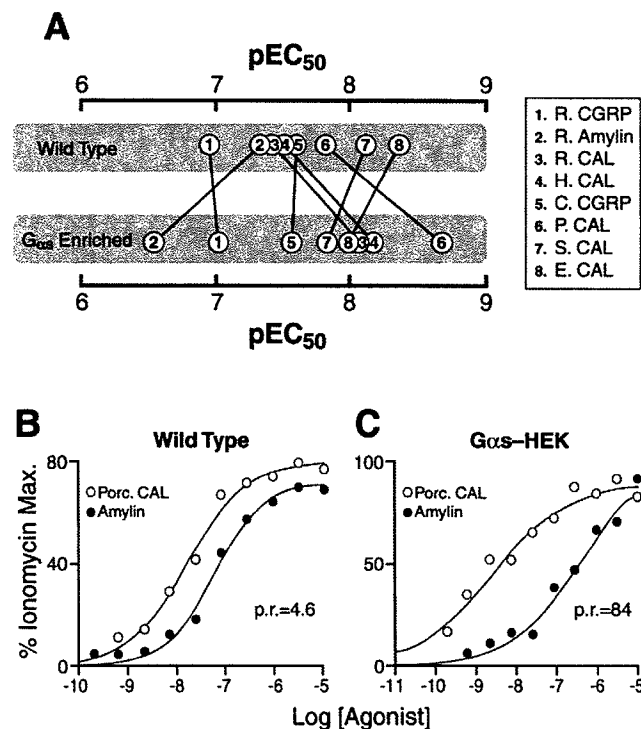 A
pEC50
6 7 8 9
Wild Type 1 2 3 4 5 6 7 8
Gαs Enriched 2 1 5 7 8 3 4 6
6 7 8 9
pEC50
1. R. CGRP
2. R. Amylin
3. R. CAL
4. H. CAL
5. C. CGRP
6. P. CAL
7. S. CAL
8. E. CAL
B
Wild Type
% Ionomycin Max.
80
40
0
Porc. CAL
Amylin
p.r.=4.6
-10 -9 -8 -7 -6 -5
C
Gαs–HEK
100
50
0
Porc. CAL
Amylin
p.r.=84
-11 -10 -9 -8 -7 -6 -5
Log [Agonist]